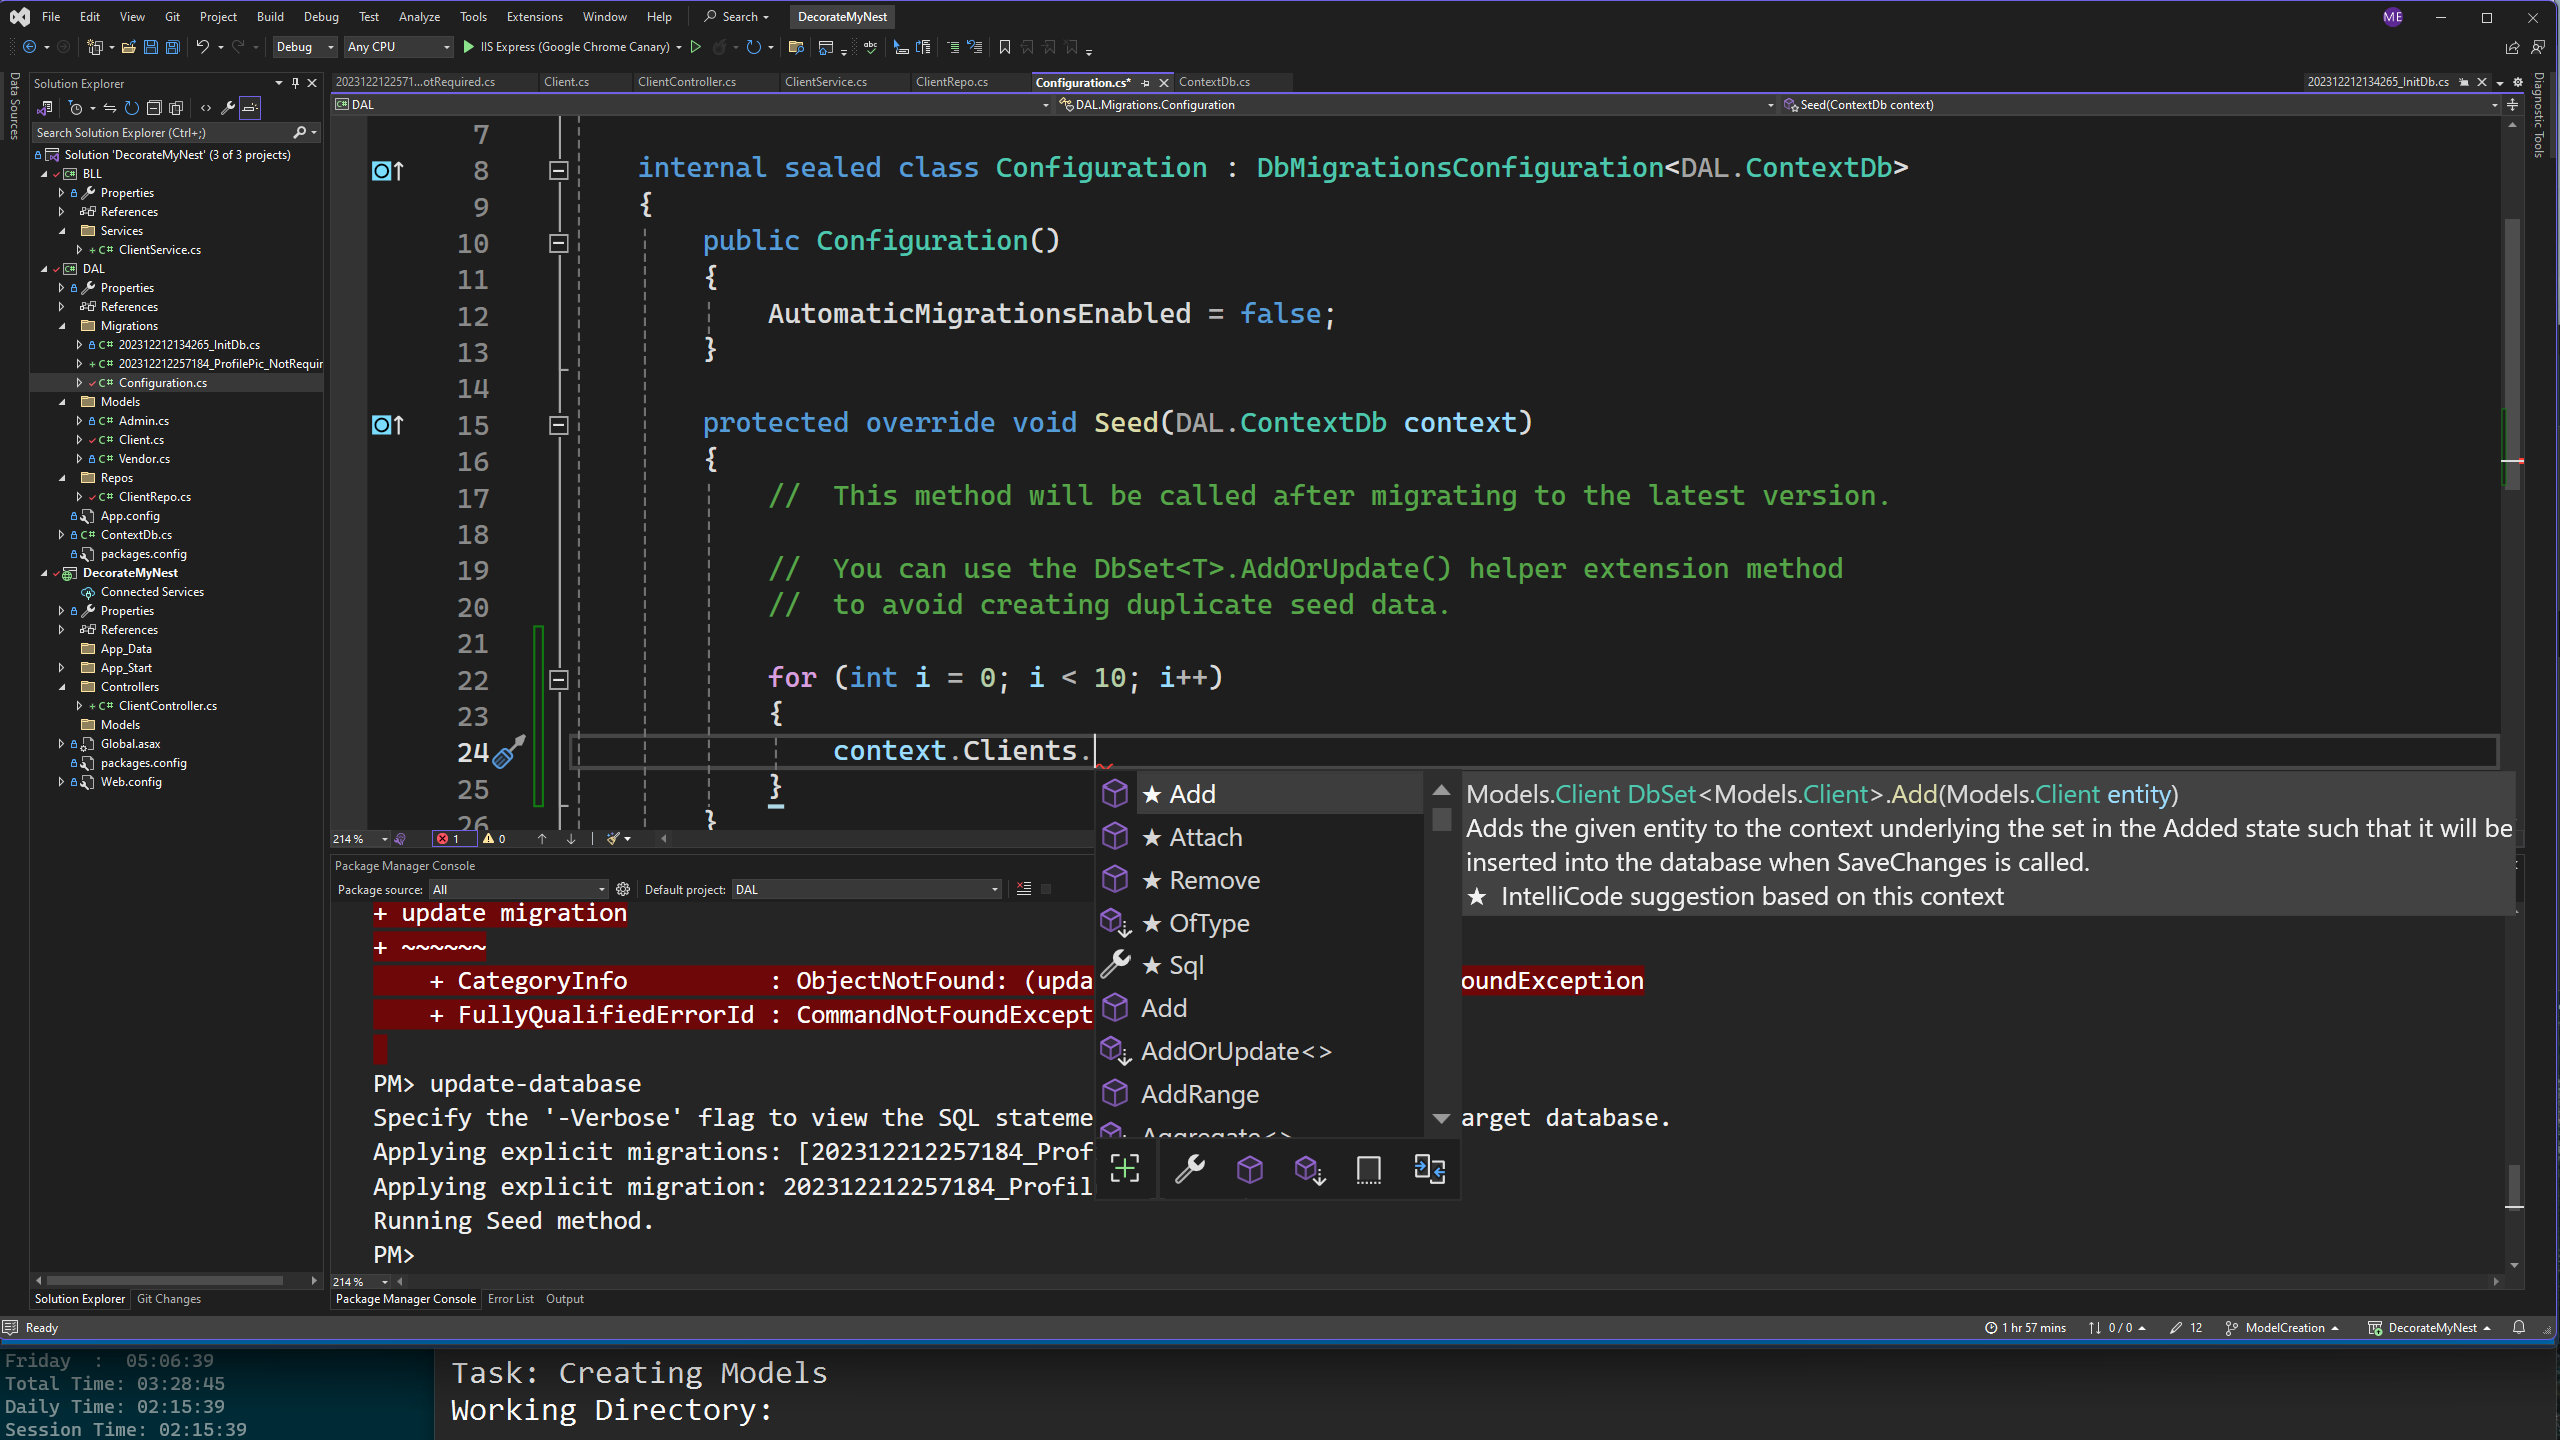 File Edit View Git Project Build Debug Test Analyze Tools Extensions Window Help Search DecorateMyNest ME
Debug Any CPU IIS Express (Google Chrome Canary)
Data Sources
Solution Explorer
Search Solution Explorer (Ctrl+;)
Solution 'DecorateMyNest' (3 of 3 projects)
BLL
Properties
References
Services
C# ClientService.cs
DAL
Properties
References
Migrations
C# 202312212134265_InitDb.cs
C# 202312212257184_ProfilePic_NotRequir
C# Configuration.cs
Models
C# Admin.cs
C# Client.cs
C# Vendor.cs
Repos
C# ClientRepo.cs
App.config
C# ContextDb.cs
packages.config
DecorateMyNest
Connected Services
Properties
References
App_Data
App_Start
Controllers
C# ClientController.cs
Models
Global.asax
packages.config
Web.config
Solution Explorer Git Changes
2023122122571...otRequired.cs Client.cs ClientController.cs ClientService.cs ClientRepo.cs Configuration.cs* ContextDb.cs 202312212134265_InitDb.cs
C# DAL DAL.Migrations.Configuration Seed(ContextDb context)
Diagnostic Tools
7
8 internal sealed class Configuration : DbMigrationsConfiguration<DAL.ContextDb>
9 {
10 public Configuration()
11 {
12 AutomaticMigrationsEnabled = false;
13 }
14
15 protected override void Seed(DAL.ContextDb context)
16 {
17 //  This method will be called after migrating to the latest version.
18
19 //  You can use the DbSet<T>.AddOrUpdate() helper extension method
20 //  to avoid creating duplicate seed data.
21
22 for (int i = 0; i < 10; i++)
23 {
24 context.Clients.
25 }
26 }
★ Add
★ Attach
★ Remove
★ OfType
★ Sql
Add
AddOrUpdate<>
AddRange
Aggregate<>
Models.Client DbSet<Models.Client>.Add(Models.Client entity)
Adds the given entity to the context underlying the set in the Added state such that it will be
inserted into the database when SaveChanges is called.
★ IntelliCode suggestion based on this context
214 % 1 0
Package Manager Console
Package source: All Default project: DAL
+ update migration
+ ~~~~~~
+ CategoryInfo : ObjectNotFound: (upda oundException
+ FullyQualifiedErrorId : CommandNotFoundExcept
PM> update-database
Specify the '-Verbose' flag to view the SQL stateme arget database.
Applying explicit migrations: [202312212257184_Prof
Applying explicit migration: 202312212257184_Profil
Running Seed method.
PM>
214 %
Package Manager Console Error List Output
Ready 1 hr 57 mins 0 / 0 12 ModelCreation DecorateMyNest
Friday : 05:06:39
Total Time: 03:28:45
Daily Time: 02:15:39
Session Time: 02:15:39
Task: Creating Models
Working Directory: